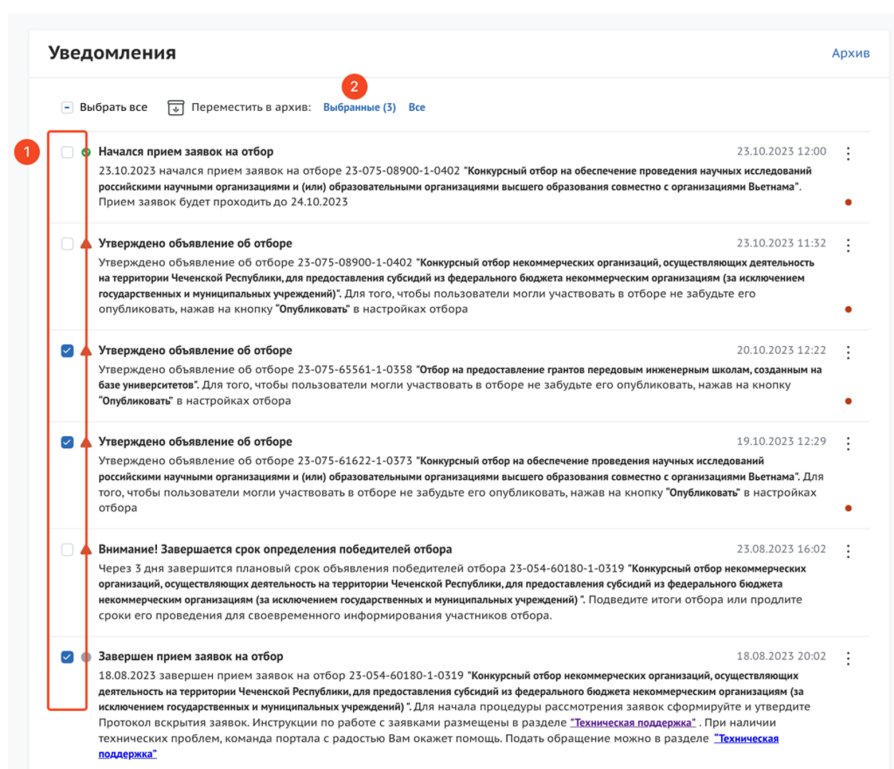 Уведомления
Архив
2
Выбрать все Переместить в архив: Выбранные (3) Все
1
Начался прием заявок на отбор 23.10.2023 12:00
23.10.2023 начался прием заявок на отборе 23-075-08900-1-0402 "Конкурсный отбор на обеспечение проведения научных исследований
российскими научными организациями и (или) образовательными организациями высшего образования совместно с организациями Вьетнама".
Прием заявок будет проходить до 24.10.2023
Утверждено объявление об отборе 23.10.2023 11:32
Утверждено объявление об отборе 23-075-08900-1-0402 "Конкурсный отбор некоммерческих организаций, осуществляющих деятельность
на территории Чеченской Республики, для предоставления субсидий из федерального бюджета некоммерческим организациям (за исключением
государственных и муниципальных учреждений)". Для того, чтобы пользователи могли участвовать в отборе не забудьте его
опубликовать, нажав на кнопку "Опубликовать" в настройках отбора
Утверждено объявление об отборе 20.10.2023 12:22
Утверждено объявление об отборе 23-075-65561-1-0358 "Отбор на предоставление грантов передовым инженерным школам, созданным на
базе университетов". Для того, чтобы пользователи могли участвовать в отборе не забудьте его опубликовать, нажав на кнопку
"Опубликовать" в настройках отбора
Утверждено объявление об отборе 19.10.2023 12:29
Утверждено объявление об отборе 23-075-61622-1-0373 "Конкурсный отбор на обеспечение проведения научных исследований
российскими научными организациями и (или) образовательными организациями высшего образования совместно с организациями Вьетнама". Для
того, чтобы пользователи могли участвовать в отборе не забудьте его опубликовать, нажав на кнопку "Опубликовать" в настройках
отбора
Внимание! Завершается срок определения победителей отбора 23.08.2023 16:02
Через 3 дня завершится плановый срок объявления победителей отбора 23-054-60180-1-0319 "Конкурсный отбор некоммерческих
организаций, осуществляющих деятельность на территории Чеченской Республики, для предоставления субсидий из федерального бюджета
некоммерческим организациям (за исключением государственных и муниципальных учреждений) ". Подведите итоги отбора или продлите
сроки его проведения для своевременного информирования участников отбора.
Завершен прием заявок на отбор 18.08.2023 20:02
18.08.2023 завершен прием заявок на отбор 23-054-60180-1-0319 "Конкурсный отбор некоммерческих организаций, осуществляющих
деятельность на территории Чеченской Республики, для предоставления субсидий из федерального бюджета некоммерческим организациям (за
исключением государственных и муниципальных учреждений) ". Для начала процедуры рассмотрения заявок сформируйте и утвердите
Протокол вскрытия заявок. Инструкции по работе с заявками размещены в разделе "Техническая поддержка" . При наличии
технических проблем, команда портала с радостью Вам окажет помощь. Подать обращение можно в разделе "Техническая
поддержка"